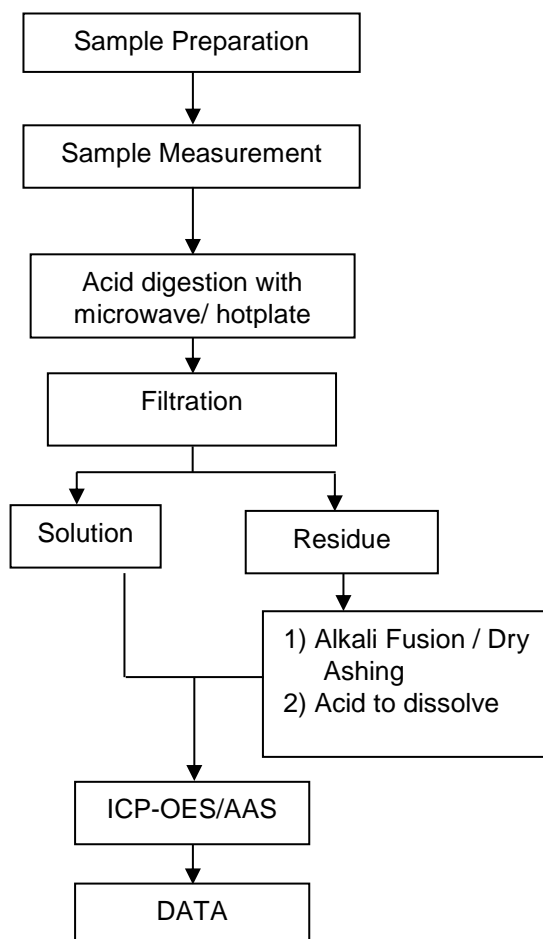 Sample Preparation
Sample Measurement
Acid digestion with
microwave/ hotplate
Filtration
Solution
Residue
1) Alkali Fusion / Dry
Ashing
2) Acid to dissolve
ICP-OES/AAS
DATA